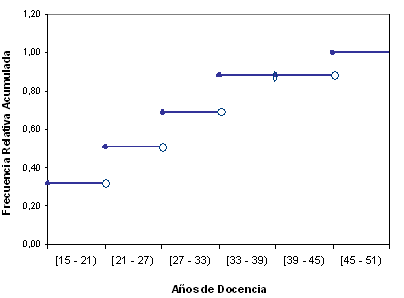 1,20
1,00
0,80
0,60
0,40
0,20
0,00
Frecuencia Relativa Acumulada
[15 - 21) [21 - 27) [27 - 33) [33 - 39) [39 - 45) [45 - 51)
Años de Docencia